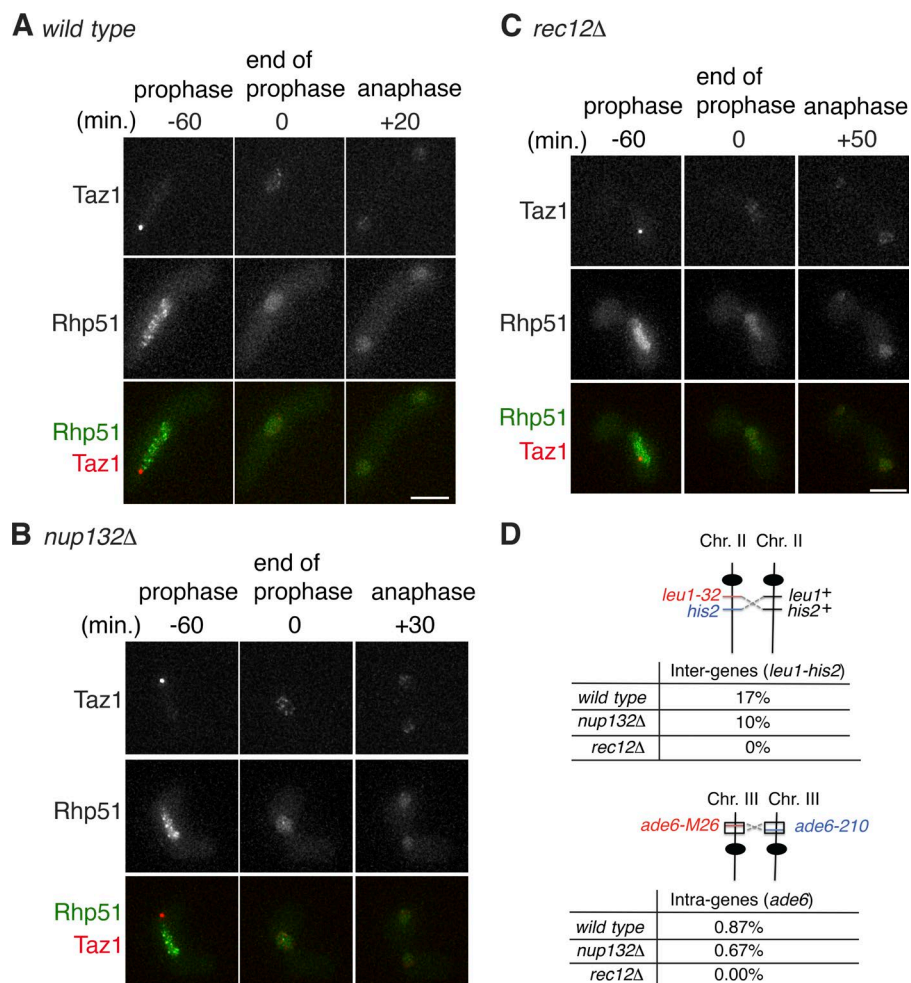 A wild type
prophase
end of
prophase
anaphase
(min.) -60 0 +20
Taz1
Rhp51
Rhp51
Taz1
B nup132Δ
prophase
end of
prophase
anaphase
(min.) -60 0 +30
Taz1
Rhp51
Rhp51
Taz1
C rec12Δ
prophase
end of
prophase
anaphase
(min.) -60 0 +50
Taz1
Rhp51
Rhp51
Taz1
D
Chr. II Chr. II
leu1-32 leu1+
his2 his2+
Inter-genes (leu1-his2)
wild type 17%
nup132Δ 10%
rec12Δ 0%
Chr. III Chr. III
ade6-M26 ade6-210
Intra-genes (ade6)
wild type 0.87%
nup132Δ 0.67%
rec12Δ 0.00%